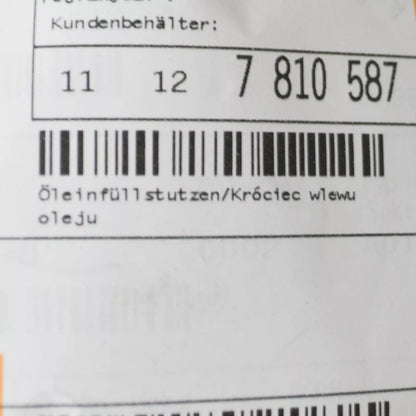 Kundenbehälter:
11 12 7 810 587
Öleinfüllstutzen/Króciec wlewu
oleju